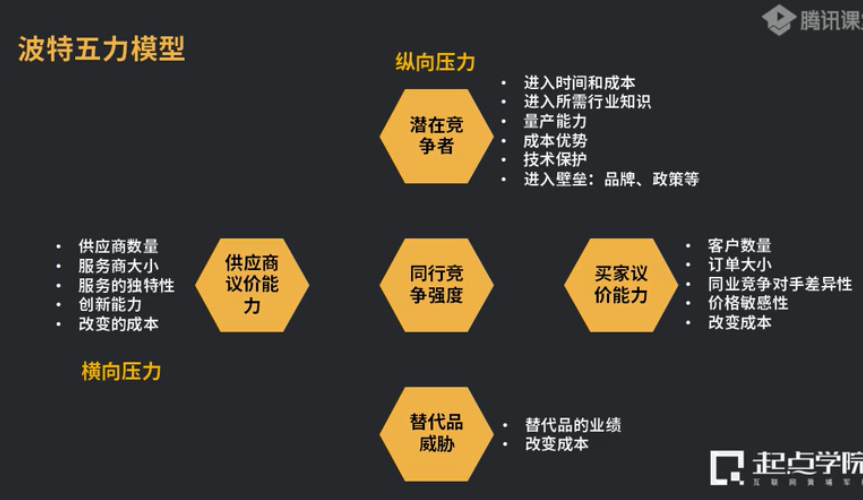 腾讯课堂
波特五力模型
纵向压力
潜在竞
争者
• 进入时间和成本
• 进入所需行业知识
• 量产能力
• 成本优势
• 技术保护
• 进入壁垒：品牌、政策等
• 供应商数量
• 服务商大小
• 服务的独特性
• 创新能力
• 改变的成本
供应商
议价能
力
同行竞
争强度
买家议
价能力
• 客户数量
• 订单大小
• 同业竞争对手差异性
• 价格敏感性
• 改变成本
横向压力
替代品
威胁
• 替代品的业绩
• 改变成本
起点学院
互联网黄埔军